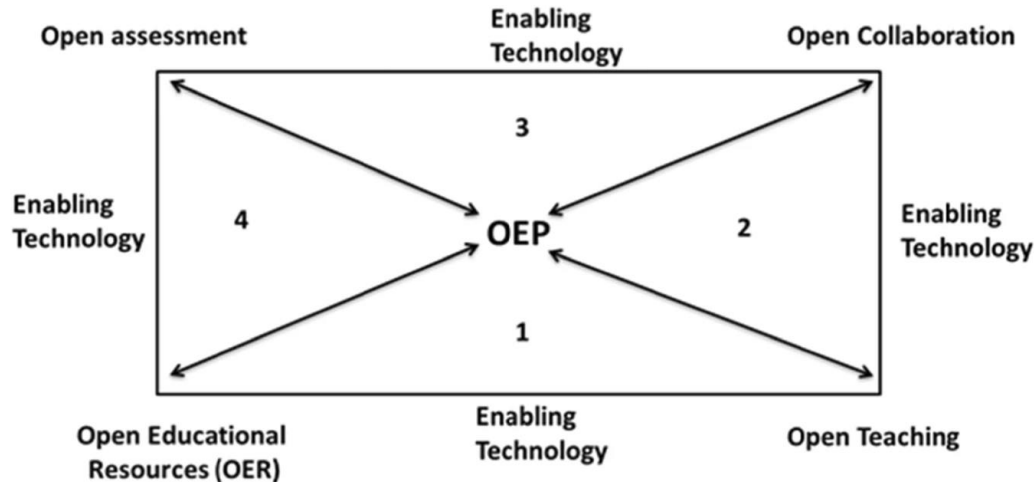 Enabling
Technology
Open assessment
Open Collaboration
3
Enabling
Technology
4
OEP
2
Enabling
Technology
1
Enabling
Technology
Open Educational
Resources (OER)
Open Teaching